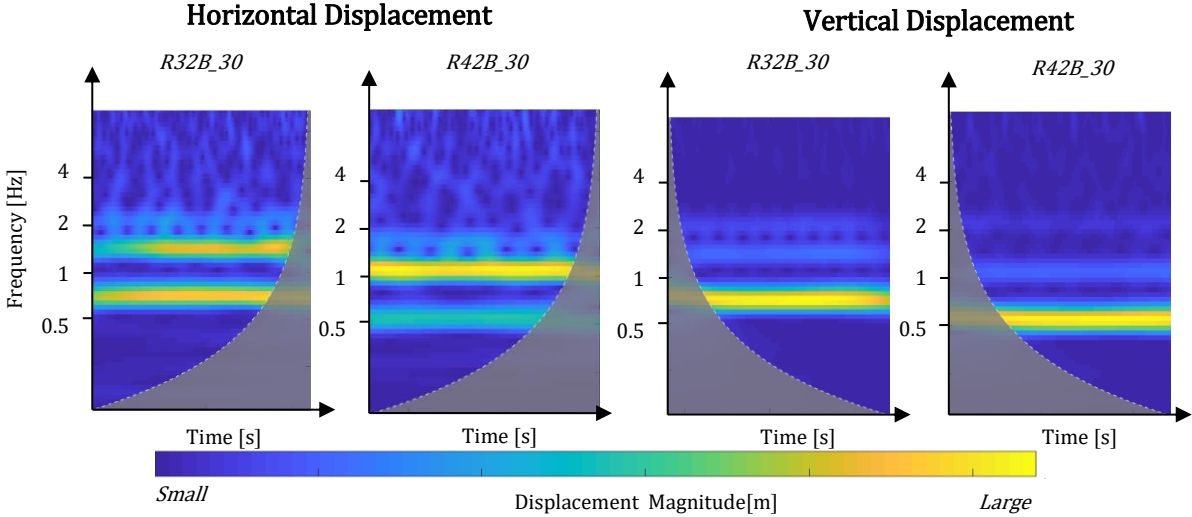 Horizontal Displacement
Vertical Displacement
R32B_30
R42B_30
R32B_30
R42B_30
Frequency [Hz]
4
2
1
0.5
4
2
1
0.5
4
2
1
0.5
4
2
1
0.5
Time [s]
Time [s]
Time [s]
Time [s]
Small
Displacement Magnitude[m]
Large